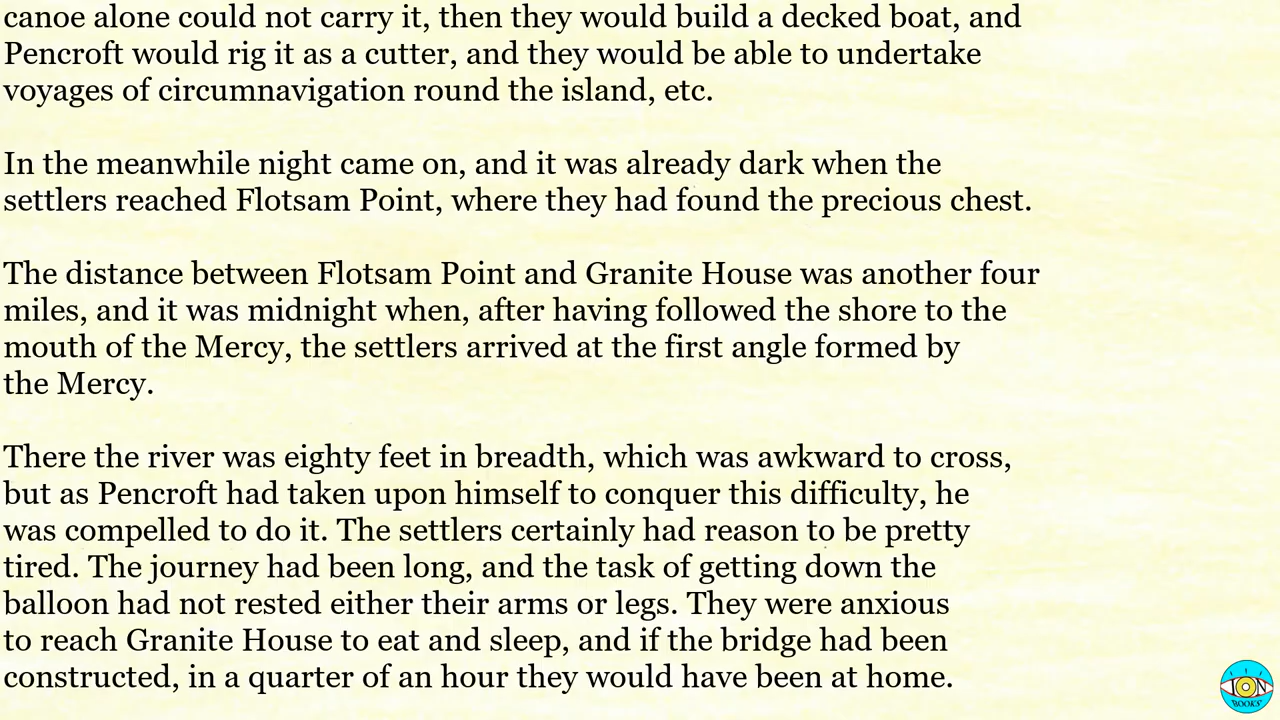 canoe alone could not carry it, then they would build a decked boat, and
Pencroft would rig it as a cutter, and they would be able to undertake
voyages of circumnavigation round the island, etc.
In the meanwhile night came on, and it was already dark when the
settlers reached Flotsam Point, where they had found the precious chest.
The distance between Flotsam Point and Granite House was another four
miles, and it was midnight when, after having followed the shore to the
mouth of the Mercy, the settlers arrived at the first angle formed by
the Mercy.
There the river was eighty feet in breadth, which was awkward to cross,
but as Pencroft had taken upon himself to conquer this difficulty, he
was compelled to do it. The settlers certainly had reason to be pretty
tired. The journey had been long, and the task of getting down the
balloon had not rested either their arms or legs. They were anxious
to reach Granite House to eat and sleep, and if the bridge had been
constructed, in a quarter of an hour they would have been at home.
ION
BOOKS